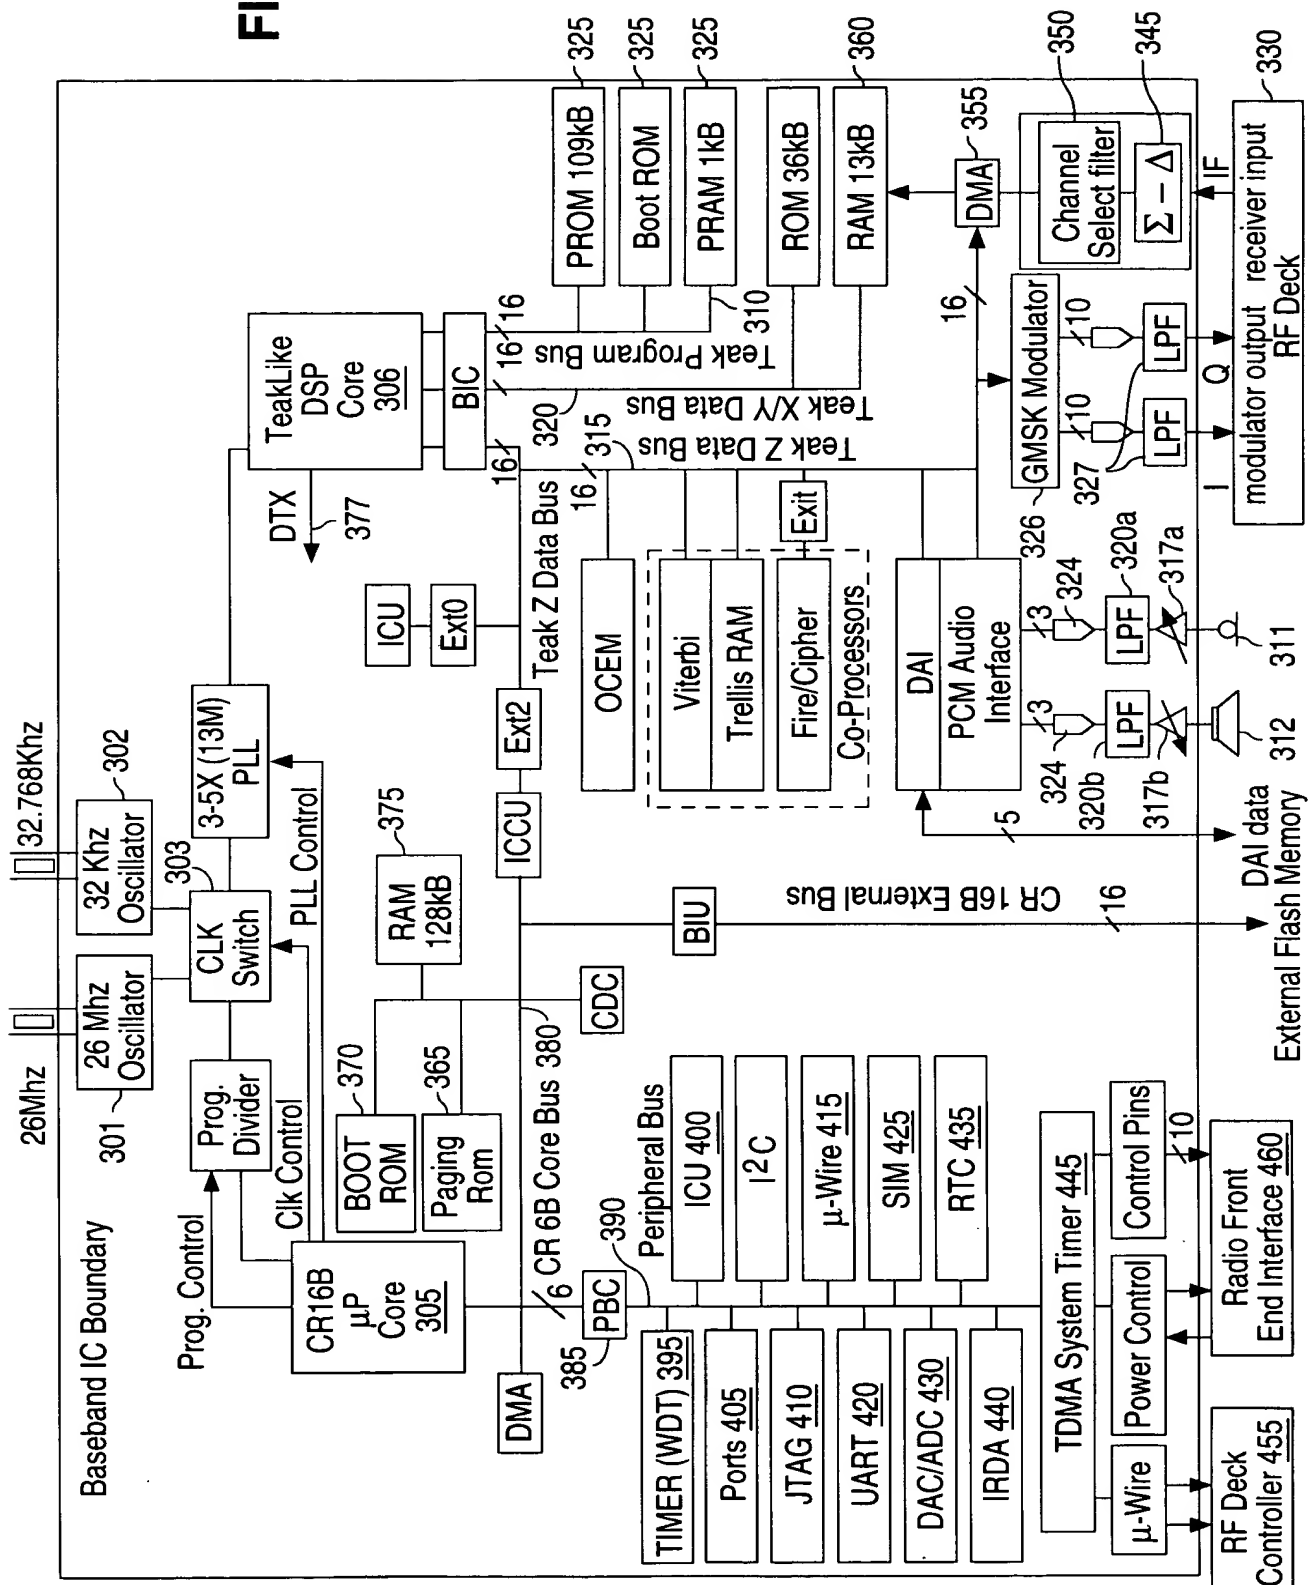 FI
26Mhz
32.768Khz
Baseband IC Boundary
301
26 Mhz
Oscillator
32 Khz
Oscillator
302
303
Prog. Control
Prog.
Divider
CLK
Switch
3-5X (13M)
PLL
Clk Control
PLL Control
CR16B
µP
Core
305
TeakLike
DSP
Core
306
DTX
377
BIC
16
16
16
BOOT
ROM
370
Paging
Rom
365
RAM
128kB
375
ICU
Ext0
CDC
DMA
CR 6B Core Bus 380
6
ICCU
Ext2
Teak Z Data Bus
320
Teak Program Bus
Teak X/Y Data Bus
Teak Z Data Bus
315
16
PROM 109kB
325
Boot ROM
325
PRAM 1kB
325
310
ROM 36kB
RAM 13kB
360
385
PBC
390
Peripheral Bus
BIU
CR 16B External Bus
16
OCEM
Viterbi
Trellis RAM
Fire/Cipher
Co-Processors
Exit
TIMER (WDT) 395
ICU 400
Ports 405
I2C
JTAG 410
µ-Wire 415
UART 420
SIM 425
DAC/ADC 430
RTC 435
IRDA 440
DAI
PCM Audio
Interface
5
3
3
324
324
LPF
LPF
320b
320a
317b
317a
312
311
16
DMA
355
GMSK Modulator
326
10
10
327
LPF
LPF
Channel
Select filter
350
Σ – Δ
345
I
Q
IF
modulator output
receiver input
RF Deck
330
TDMA System Timer 445
µ-Wire
Power Control
Control Pins
10
RF Deck
Controller 455
Radio Front
End Interface 460
DAI data
External Flash Memory